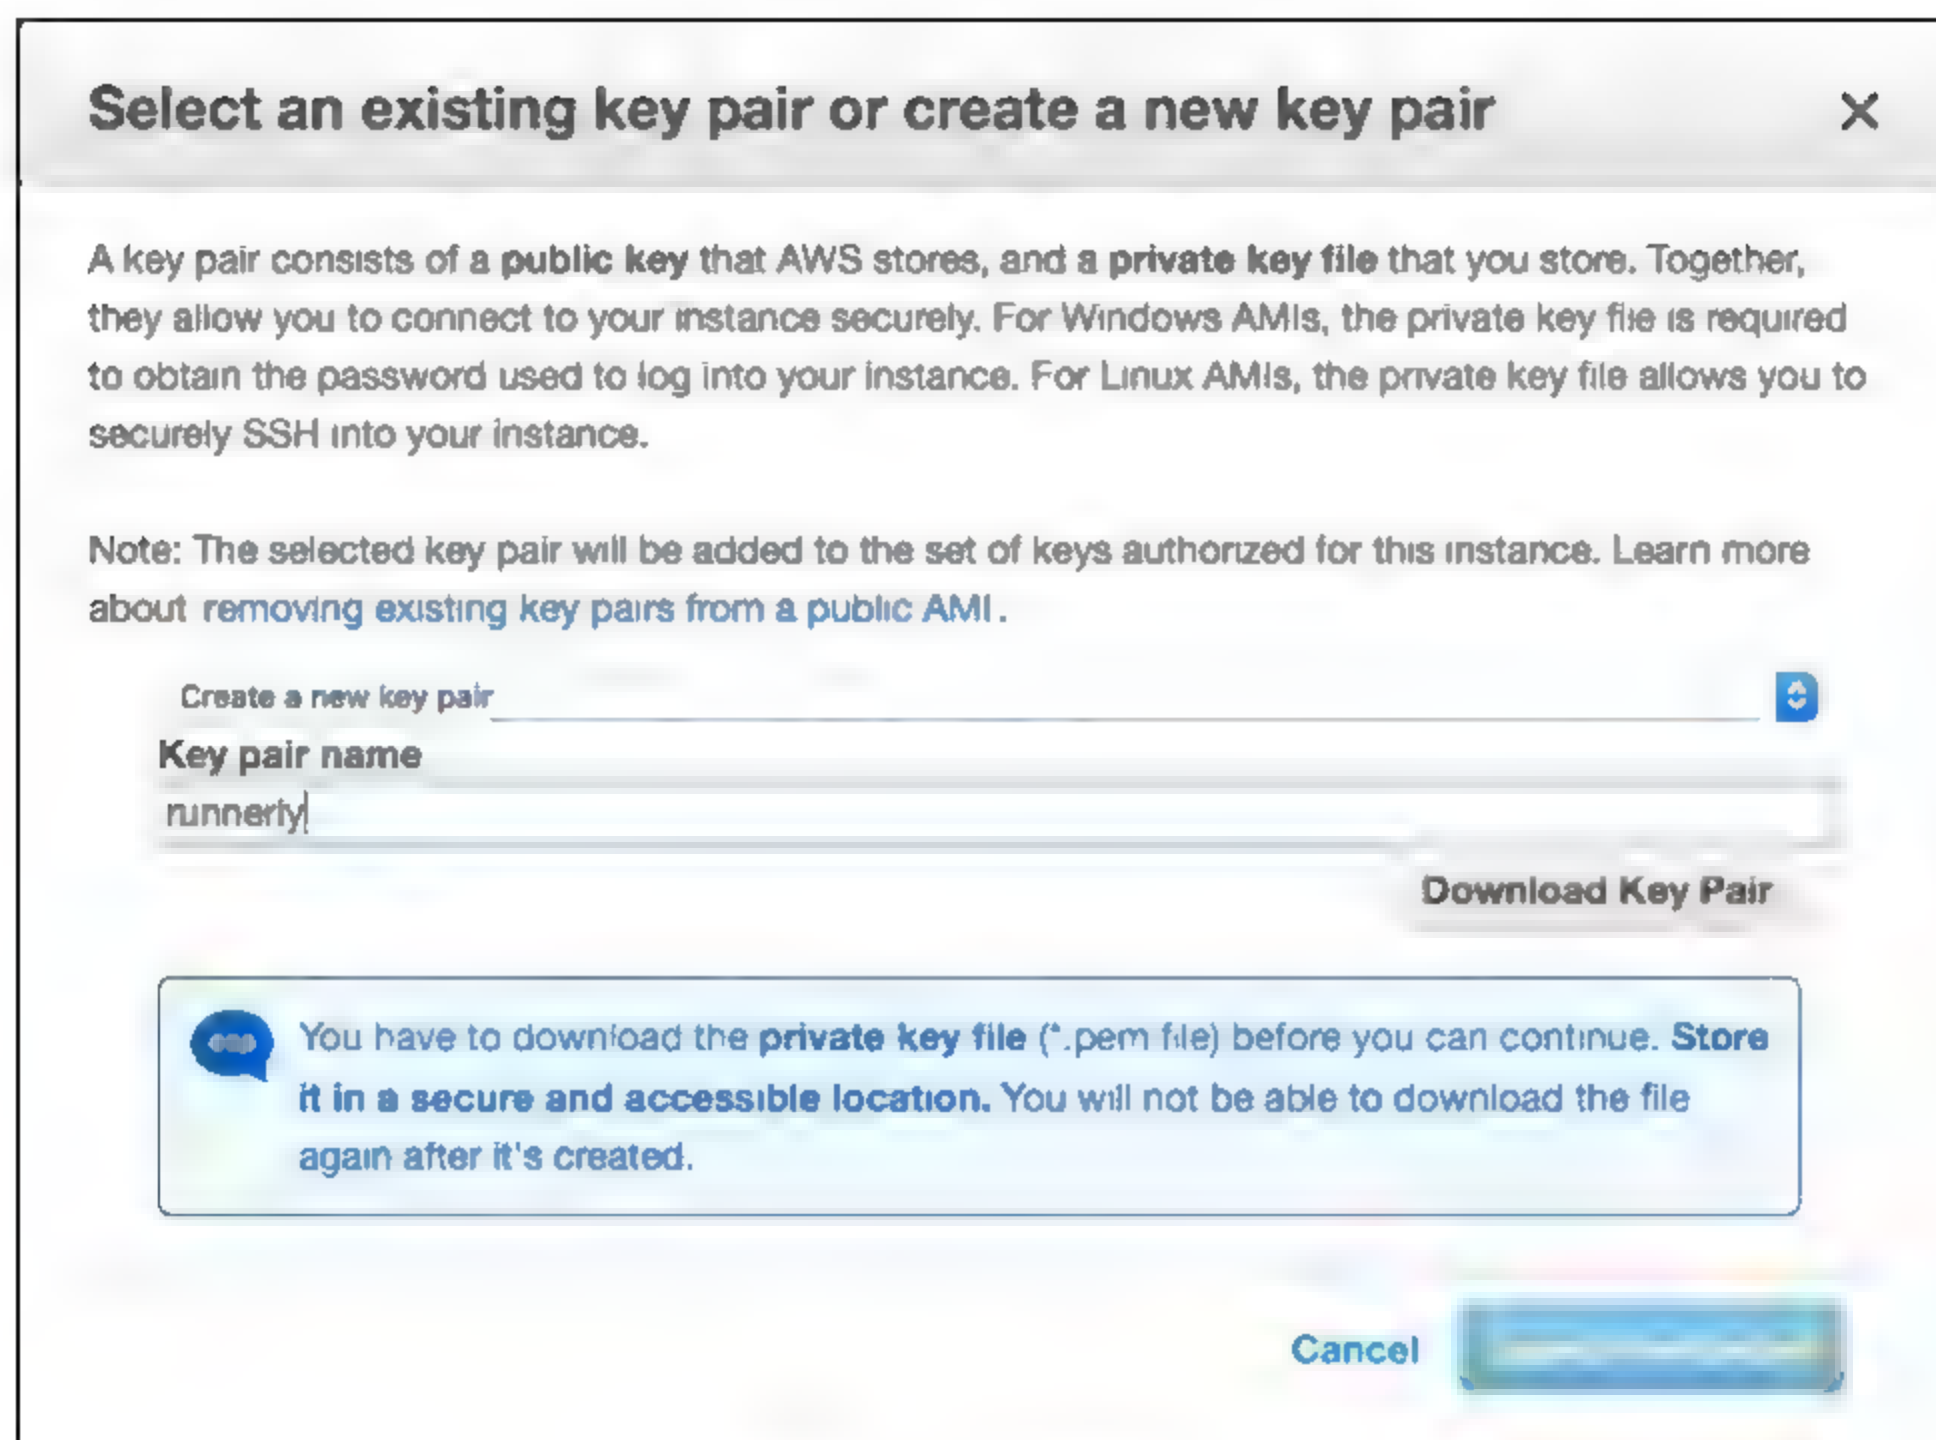 Select an existing key pair or create a new key pair
A key pair consists of a public key that AWS stores, and a private key file that you store. Together,
they allow you to connect to your instance securely. For Windows AMIs, the private key file is required
to obtain the password used to log into your instance. For Linux AMIs, the private key file allows you to
securely SSH into your instance.
Note: The selected key pair will be added to the set of keys authorized for this instance. Learn more
about removing existing key pairs from a public AMI.
Create a new key pair
Key pair name
runnerly
Download Key Pair
You have to download the private key file (*.pem file) before you can continue. Store
it in a secure and accessible location. You will not be able to download the file
again after it's created.
Cancel